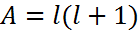 A = l(l + 1)